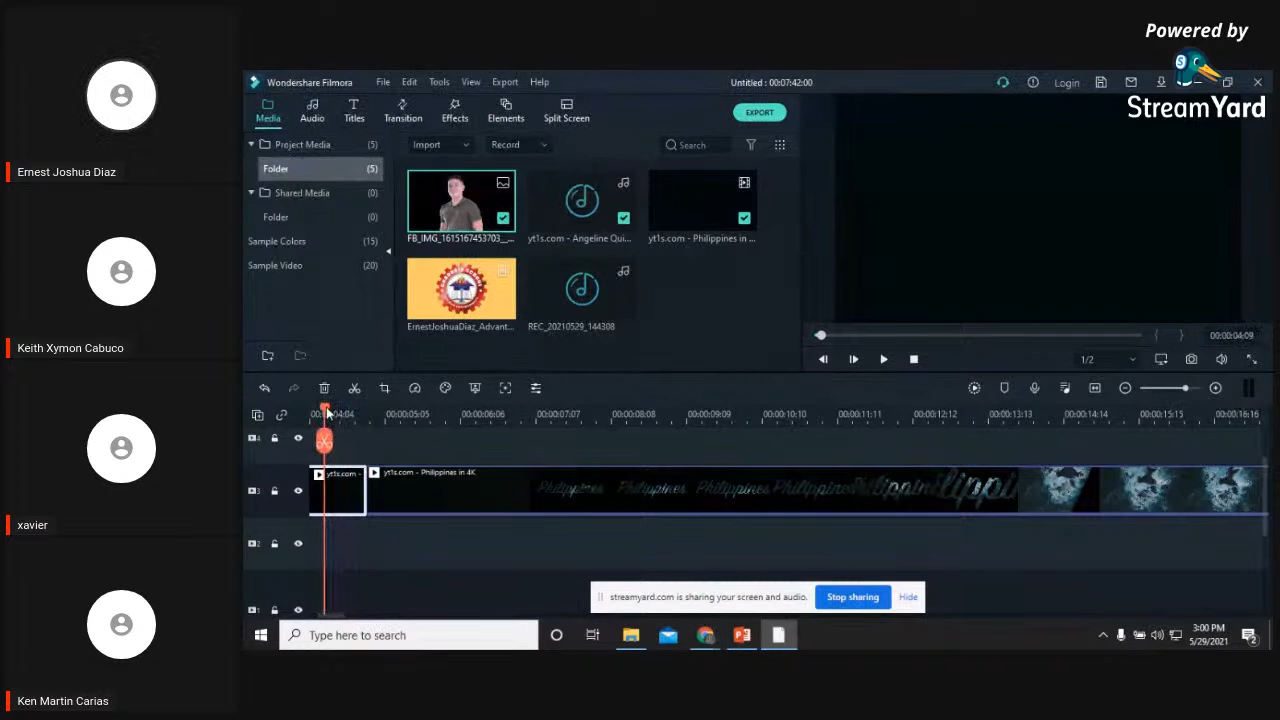 Powered by
StreamYard
Ernest Joshua Diaz
Keith Xymon Cabuco
xavier
Ken Martin Carias
Wondershare Filmora
File Edit Tools View Export Help
Untitled : 00:07:42:00
Login
Media Audio Titles Transition Effects Elements Split Screen
EXPORT
Project Media (5)
Folder (5)
Shared Media (0)
Folder (0)
Sample Colors (15)
Sample Video (20)
Import Record Search
FB_IMG_1615167453703__... yt1s.com - Angeline Qui... yt1s.com - Philippines in ...
ErnestJoshuaDiaz_Advant... REC_20210529_144308
00:00:04:09
1/2
04:04 00:00:05:05 00:00:06:06 00:00:07:07 00:00:08:08 00:00:09:09 00:00:10:10 00:00:11:11 00:00:12:12 00:00:13:13 00:00:14:14 00:00:15:15 00:00:16:16
4
yt1s.com - yt1s.com - Philippines in 4K
3
Philippines Philippines Philippines Philippines
2
1
streamyard.com is sharing your screen and audio. Stop sharing Hide
Type here to search
3:00 PM
5/29/2021
2